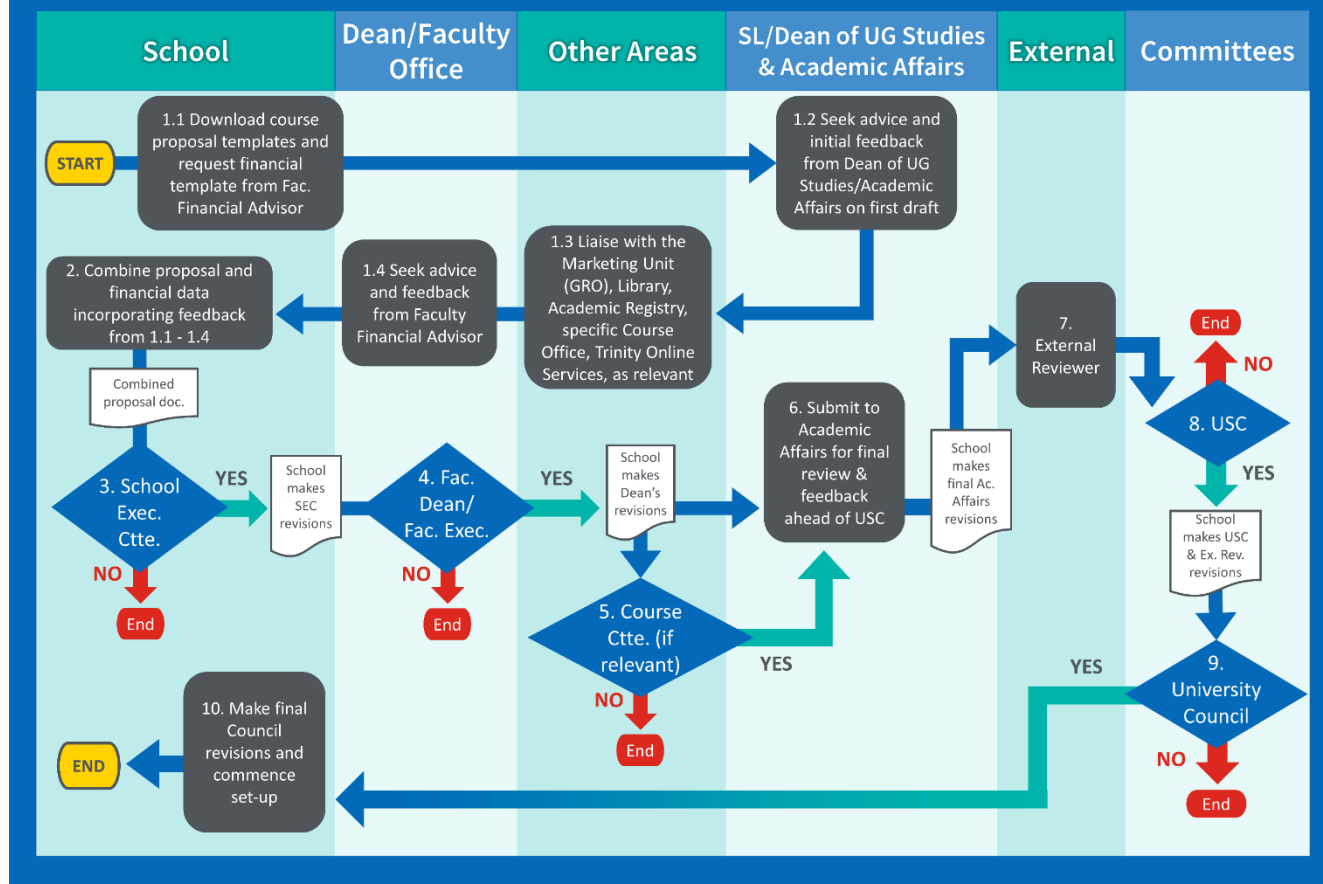 School
Dean/Faculty
Office
Other Areas
SL/Dean of UG Studies
& Academic Affairs
External
Committees
START
1.1 Download course
proposal templates and
request financial
template from Fac.
Financial Advisor
1.2 Seek advice and
initial feedback
from Dean of UG
Studies/Academic
Affairs on first draft
1.3 Liaise with the
Marketing Unit
(GRO), Library,
Academic Registry,
specific Course
Office, Trinity Online
Services, as relevant
1.4 Seek advice
and feedback
from Faculty
Financial Advisor
2. Combine proposal and
financial data
incorporating feedback
from 1.1 - 1.4
Combined
proposal doc.
3. School
Exec.
Ctte.
YES
NO
End
School
makes
SEC
revisions
4. Fac.
Dean/
Fac. Exec.
YES
NO
End
School
makes
Dean's
revisions
5. Course
Ctte. (if
relevant)
YES
NO
End
6. Submit to
Academic
Affairs for final
review &
feedback
ahead of USC
School
makes
final Ac.
Affairs
revisions
7.
External
Reviewer
End
NO
8. USC
YES
School
makes USC
& Ex. Rev.
revisions
9.
University
Council
YES
NO
End
10. Make final
Council
revisions and
commence
set-up
END